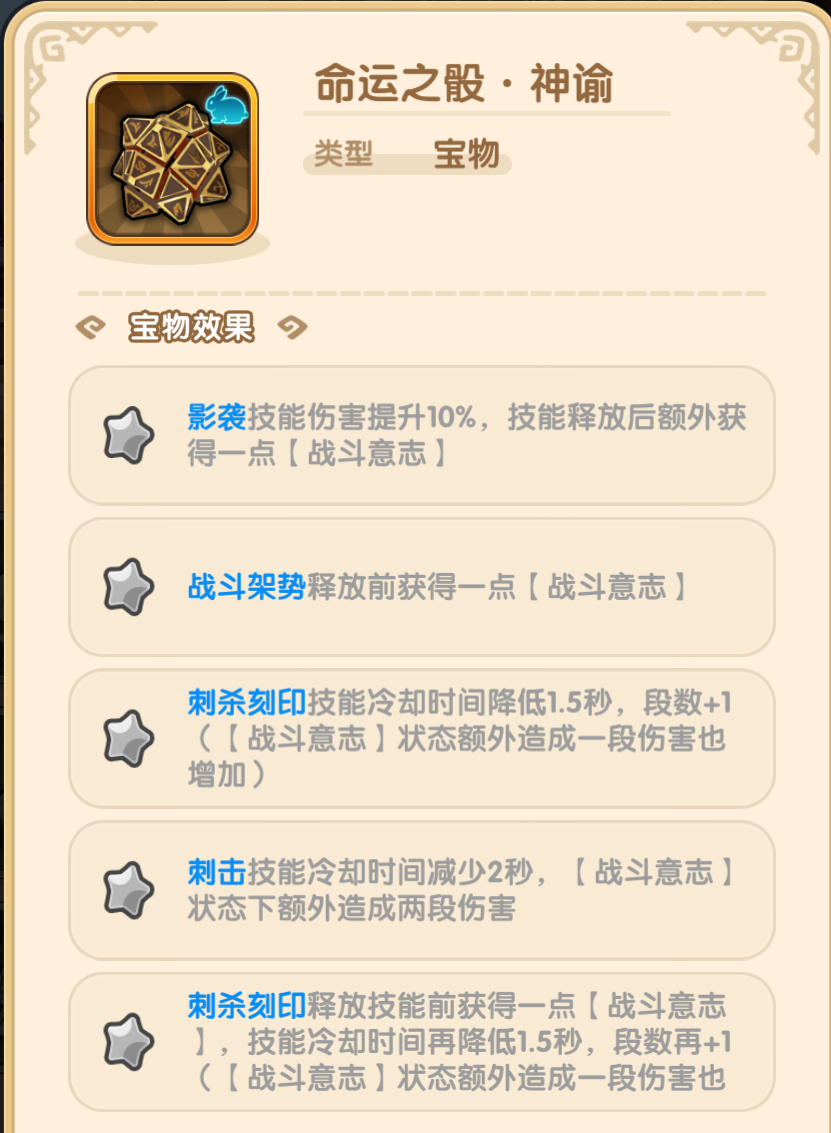 命运之骰·神谕
类型 宝物
宝物效果
影袭技能伤害提升10%，技能释放后额外获
得一点【战斗意志】
战斗架势释放前获得一点【战斗意志】
刺杀刻印技能冷却时间降低1.5秒，段数+1
（【战斗意志】状态额外造成一段伤害也
增加）
刺击技能冷却时间减少2秒，【战斗意志】
状态下额外造成两段伤害
刺杀刻印释放技能前获得一点【战斗意志
】，技能冷却时间再降低1.5秒，段数再+1
（【战斗意志】状态额外造成一段伤害也